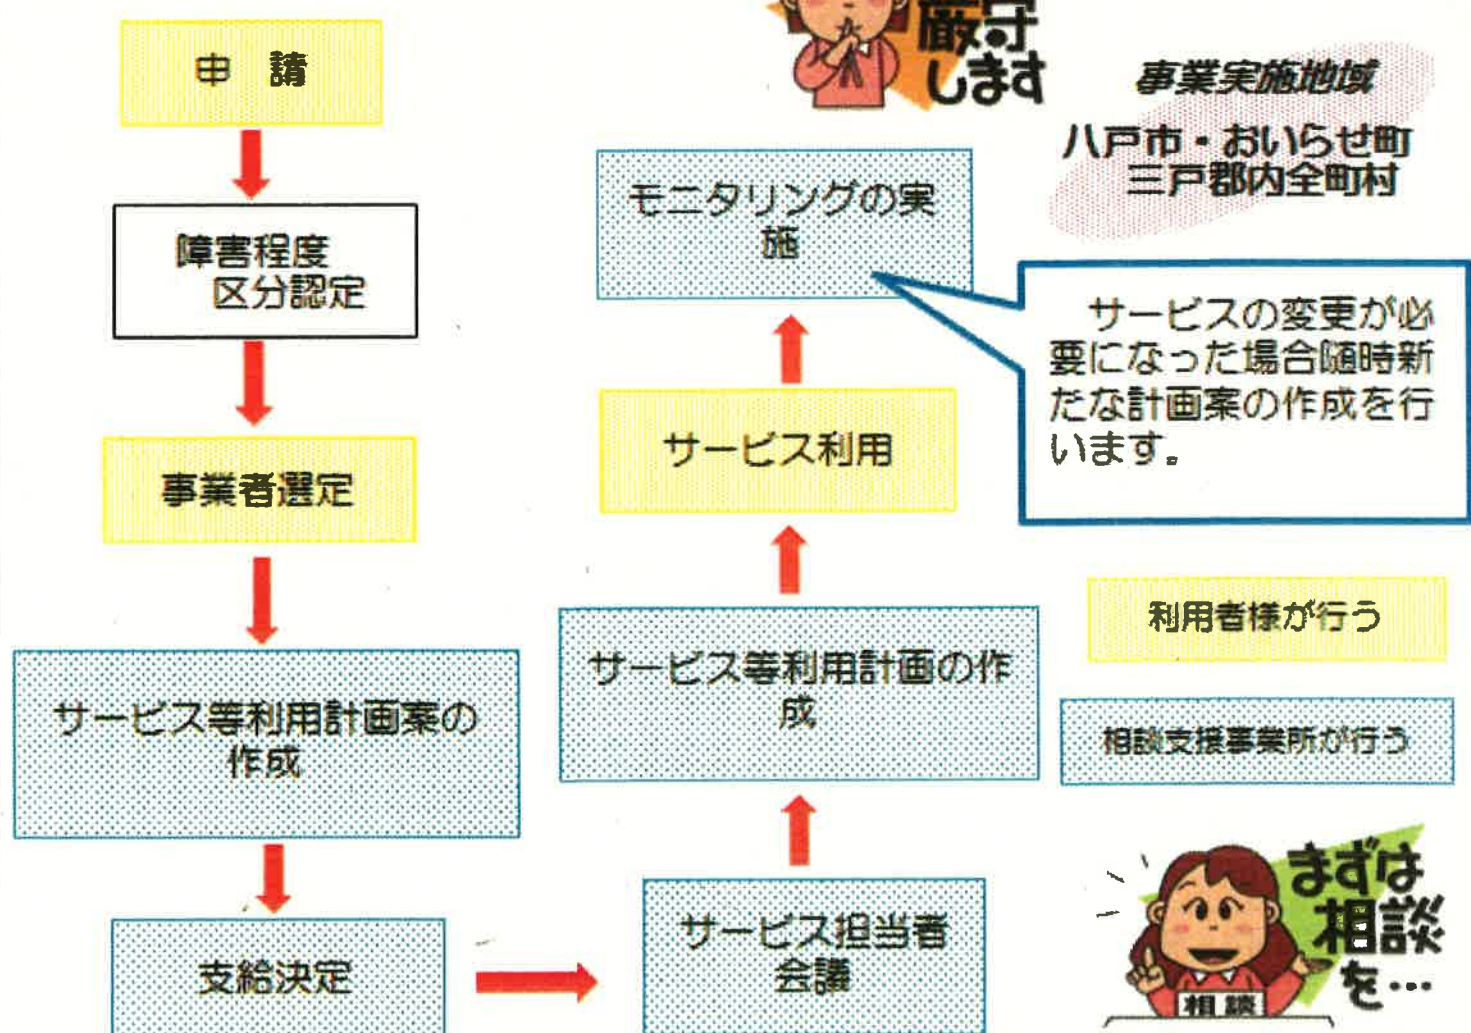 申 請
障害程度
区分認定
事業者選定
サービス等利用計画案の
作成
支給決定
サービス担当者
会議
サービス等利用計画の作
成
サービス利用
モニタリングの実
施
サービスの変更が必
要になった場合随時新
たな計画案の作成を行
います。
厳守
します
事業実施地域
八戸市・おいらせ町
三戸郡内全町村
利用者様が行う
相談支援事業所が行う
まずは
相談
を…
相談